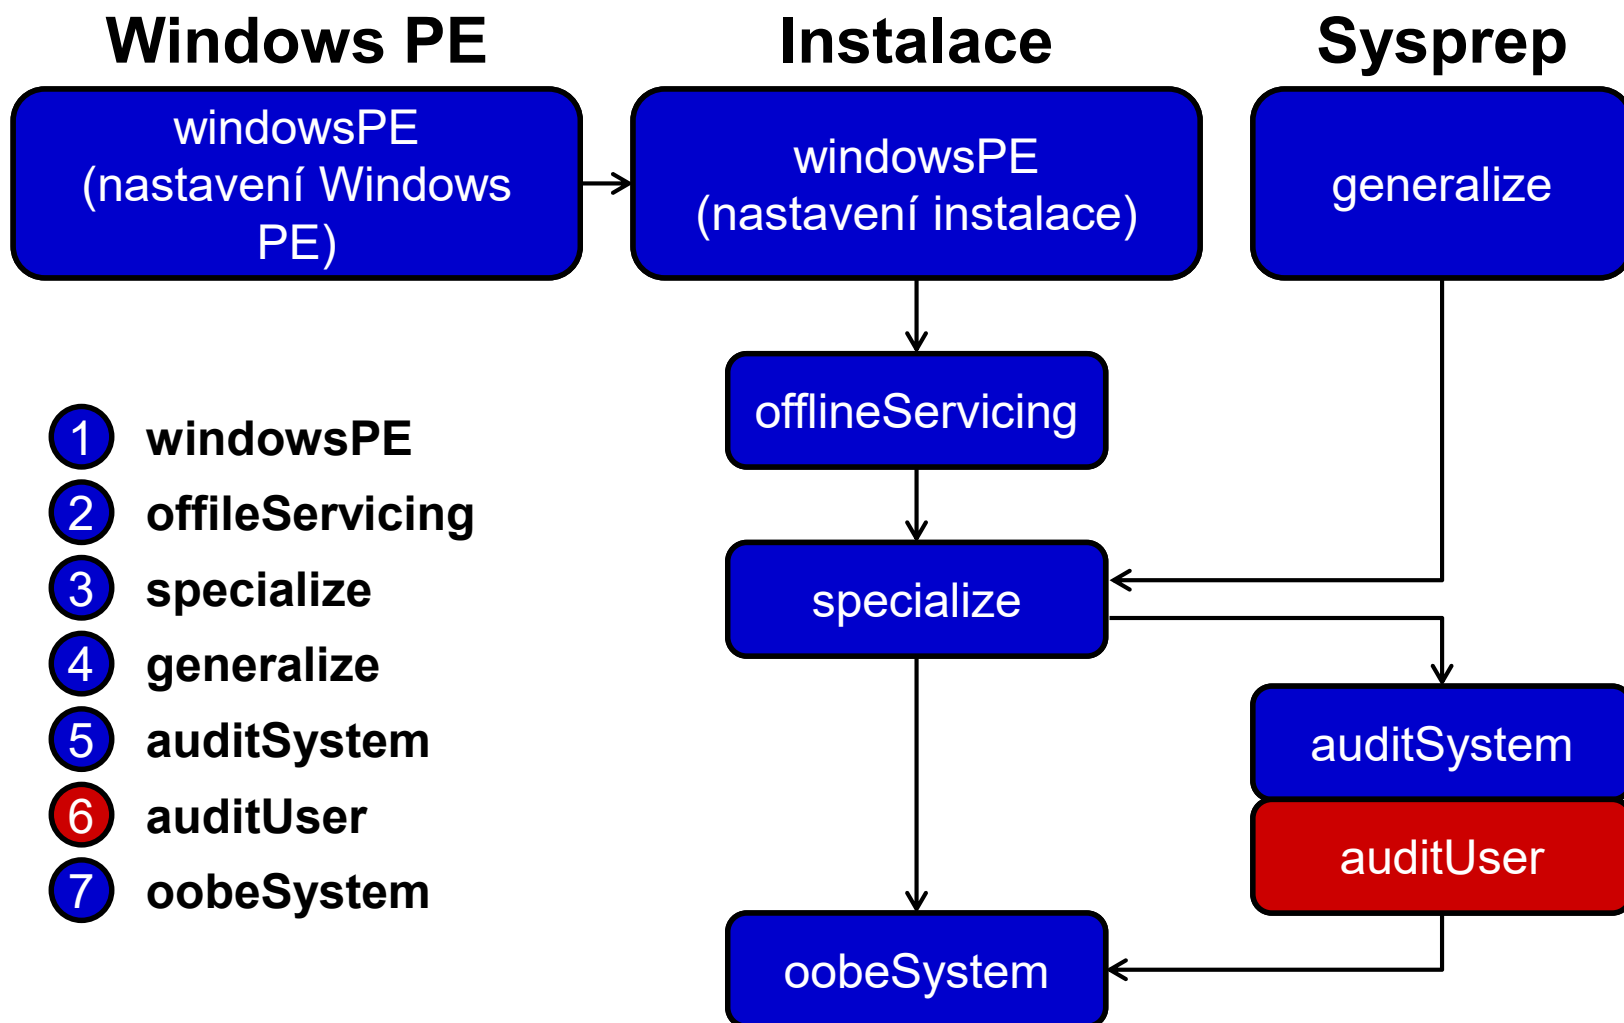 Windows PE
Instalace
Sysprep
windowsPE
(nastavení Windows
PE)
windowsPE
(nastavení instalace)
generalize
offlineServicing
1 windowsPE
2 offileServicing
3 specialize
4 generalize
5 auditSystem
6 auditUser
7 oobeSystem
specialize
auditSystem
auditUser
oobeSystem